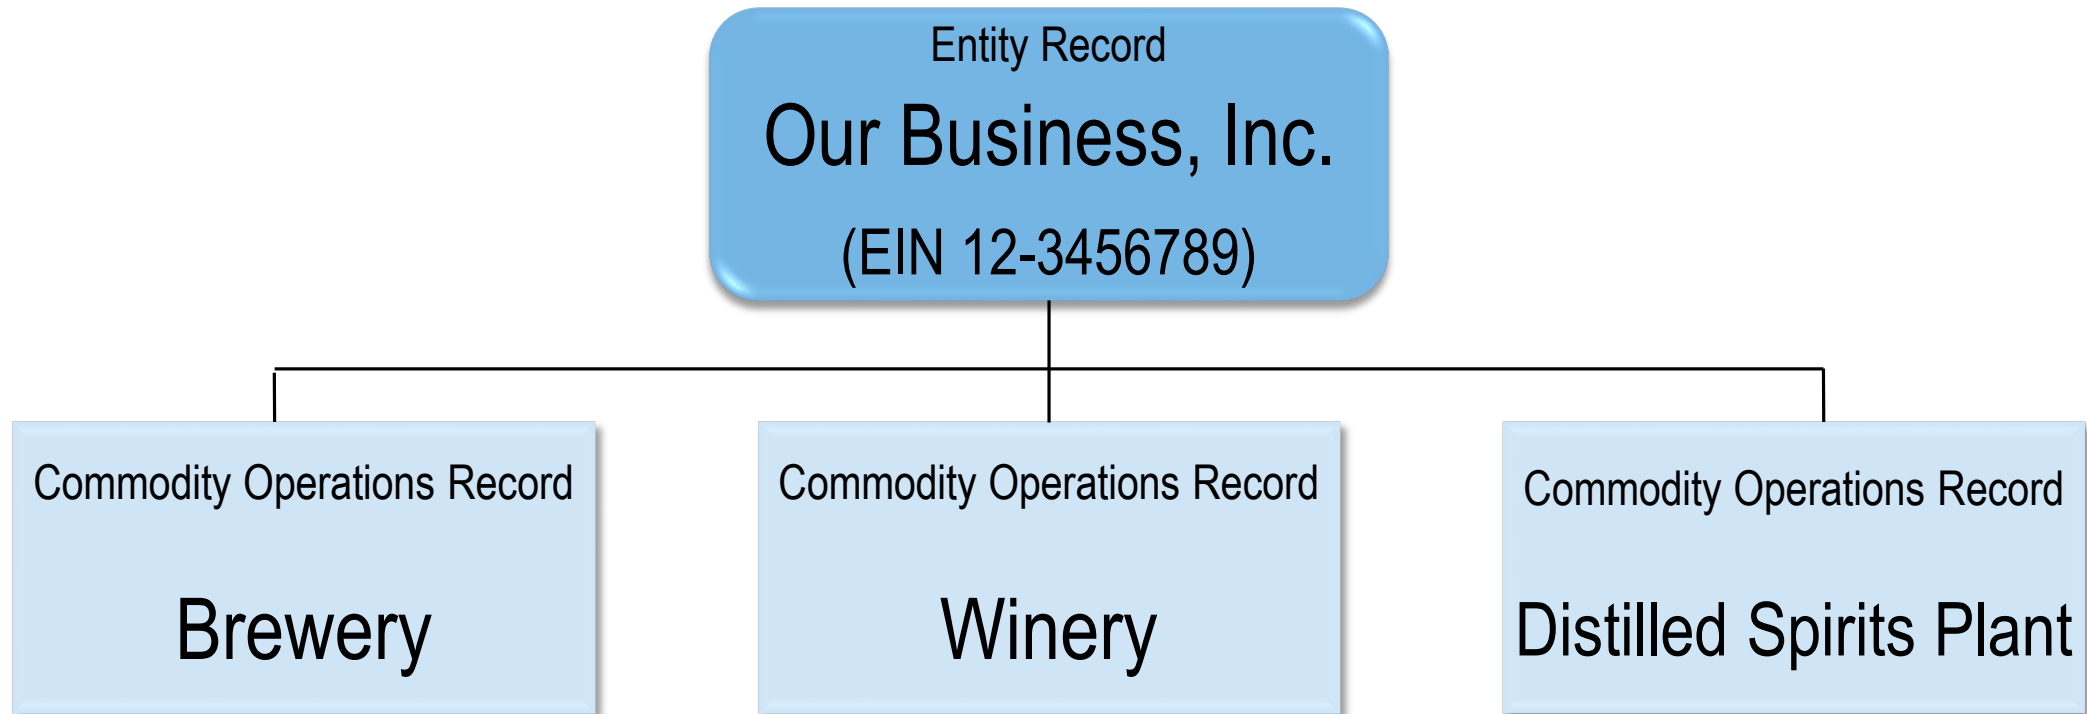 Entity Record
Our Business, Inc.
(EIN 12-3456789)
Commodity Operations Record
Brewery
Commodity Operations Record
Winery
Commodity Operations Record
Distilled Spirits Plant